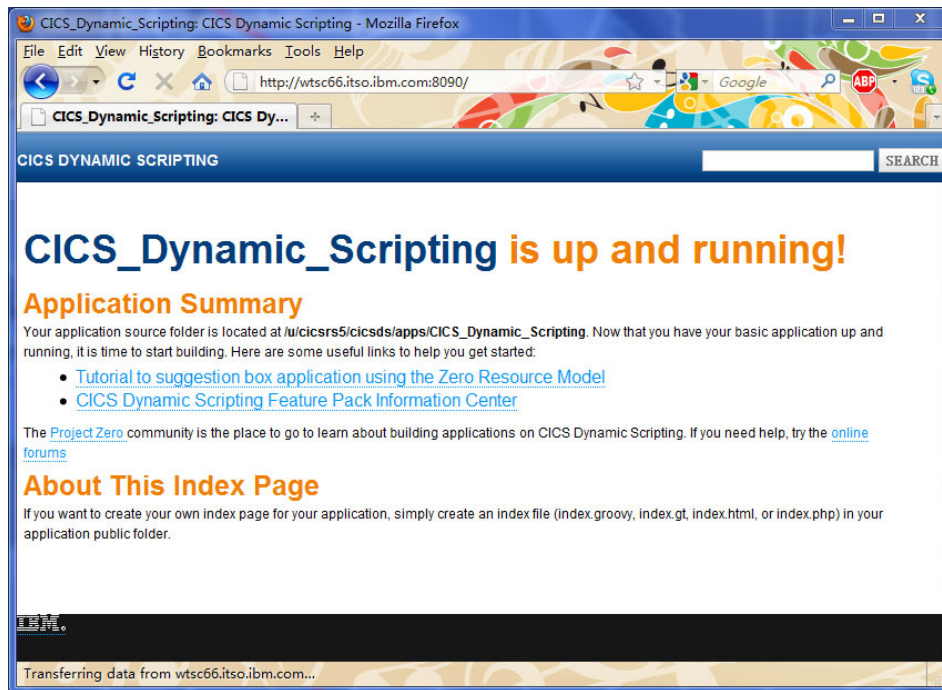 CICS_Dynamic_Scripting: CICS Dynamic Scripting - Mozilla Firefox
File Edit View History Bookmarks Tools Help
http://wtsc66.itso.ibm.com:8090/
Google
ABP
CICS_Dynamic_Scripting: CICS Dy...
CICS DYNAMIC SCRIPTING
SEARCH
CICS_Dynamic_Scripting is up and running!
Application Summary
Your application source folder is located at /u/cicsrs5/cicsds/apps/CICS_Dynamic_Scripting. Now that you have your basic application up and
running, it is time to start building. Here are some useful links to help you get started:
• Tutorial to suggestion box application using the Zero Resource Model
• CICS Dynamic Scripting Feature Pack Information Center
The Project Zero community is the place to go to learn about building applications on CICS Dynamic Scripting. If you need help, try the online
forums
About This Index Page
If you want to create your own index page for your application, simply create an index file (index.groovy, index.gt, index.html, or index.php) in your
application public folder.
IBM.
Transferring data from wtsc66.itso.ibm.com...